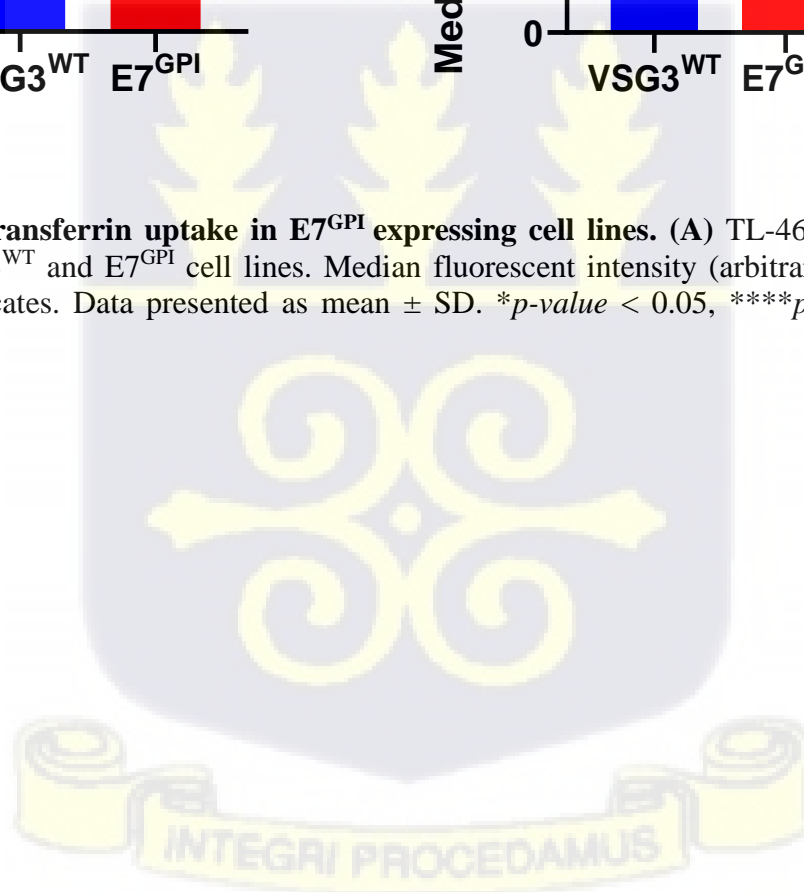 Med
0
G3WT E7GPI
VSG3WT E7G
ransferrin uptake in E7GPI expressing cell lines. (A) TL-46
WT and E7GPI cell lines. Median fluorescent intensity (arbitrar
cates. Data presented as mean ± SD. *p-value < 0.05, ****p
INTEGRI PROCEDAMUS